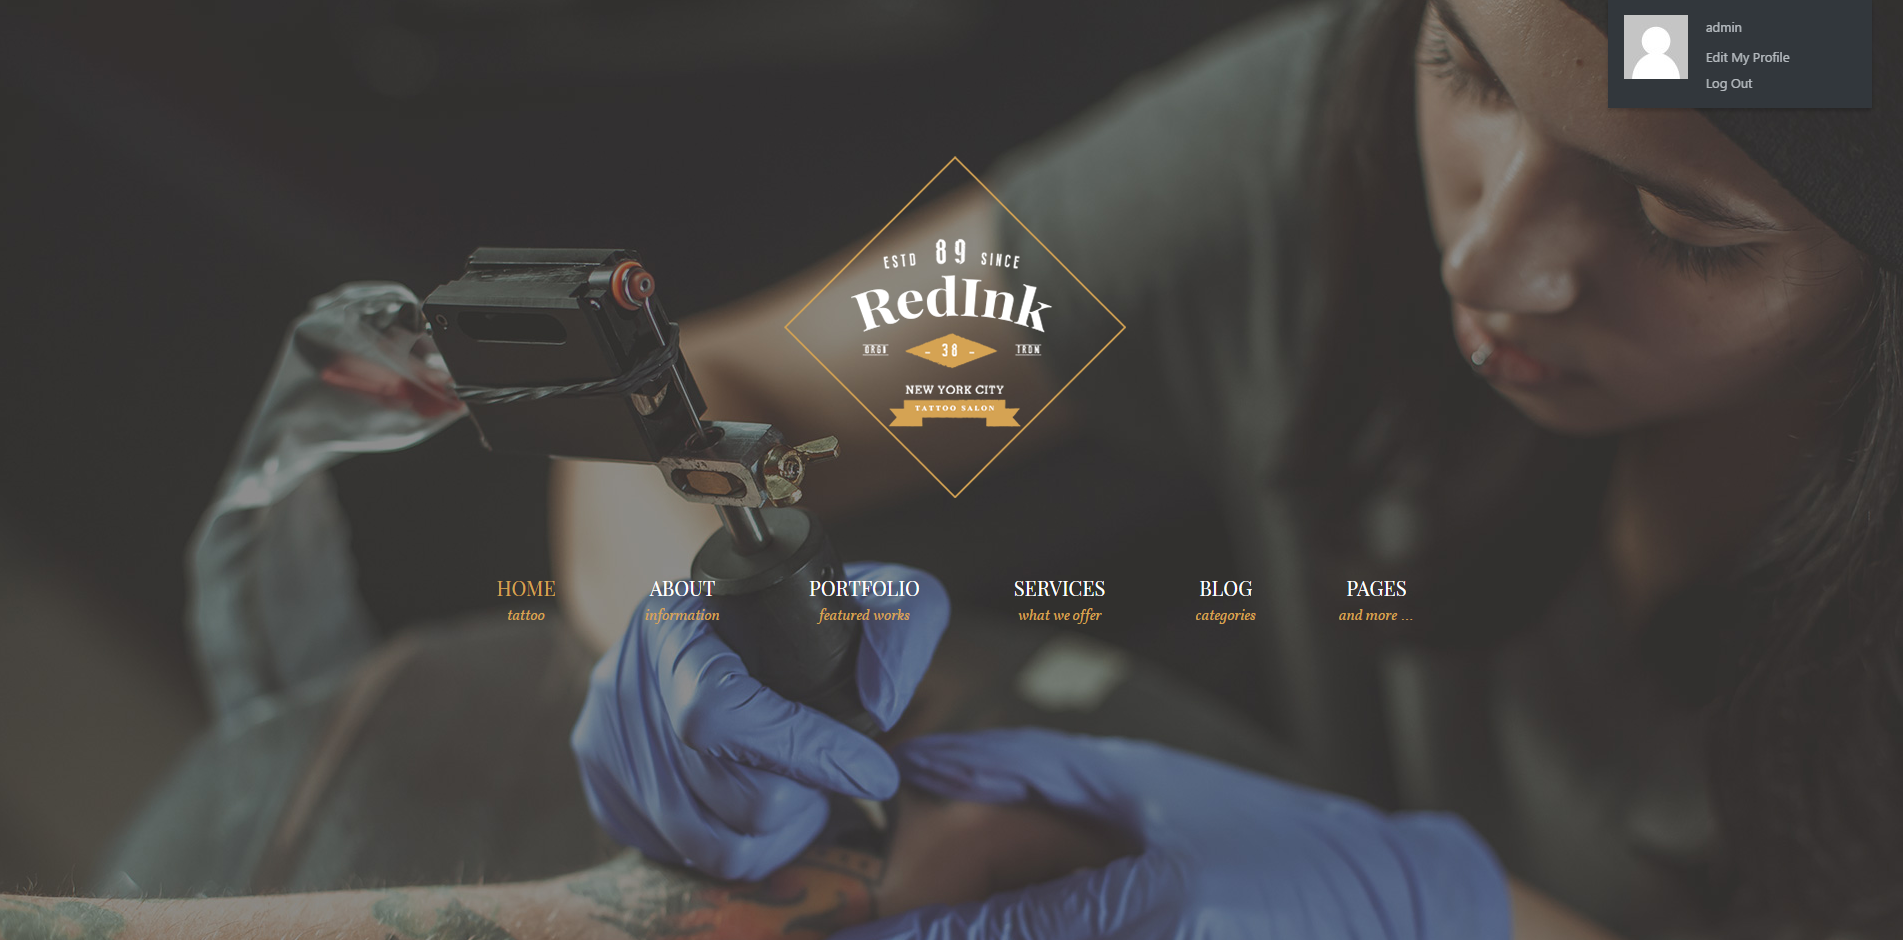 admin
Edit My Profile
Log Out
ESTD 89 SINCE
RedInk
ORGN - 38 - TRDM
NEW YORK CITY
TATTOO SALON
HOME ABOUT PORTFOLIO SERVICES BLOG PAGES
tattoo information featured works what we offer categories and more ...